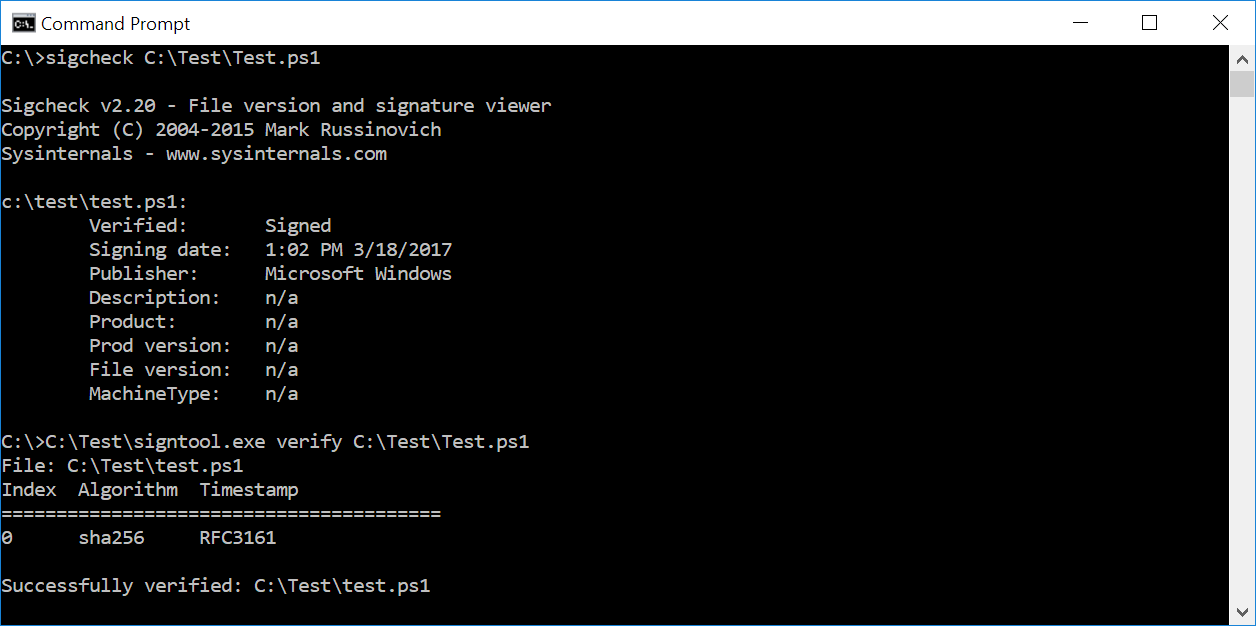 Command Prompt
C:\>sigcheck C:\Test\Test.ps1
Sigcheck v2.20 - File version and signature viewer
Copyright (C) 2004-2015 Mark Russinovich
Sysinternals - www.sysinternals.com
c:\test\test.ps1:
Verified: Signed
Signing date: 1:02 PM 3/18/2017
Publisher: Microsoft Windows
Description: n/a
Product: n/a
Prod version: n/a
File version: n/a
MachineType: n/a
C:\>C:\Test\signtool.exe verify C:\Test\Test.ps1
File: C:\Test\test.ps1
Index Algorithm Timestamp
========================================
0 sha256 RFC3161
Successfully verified: C:\Test\test.ps1